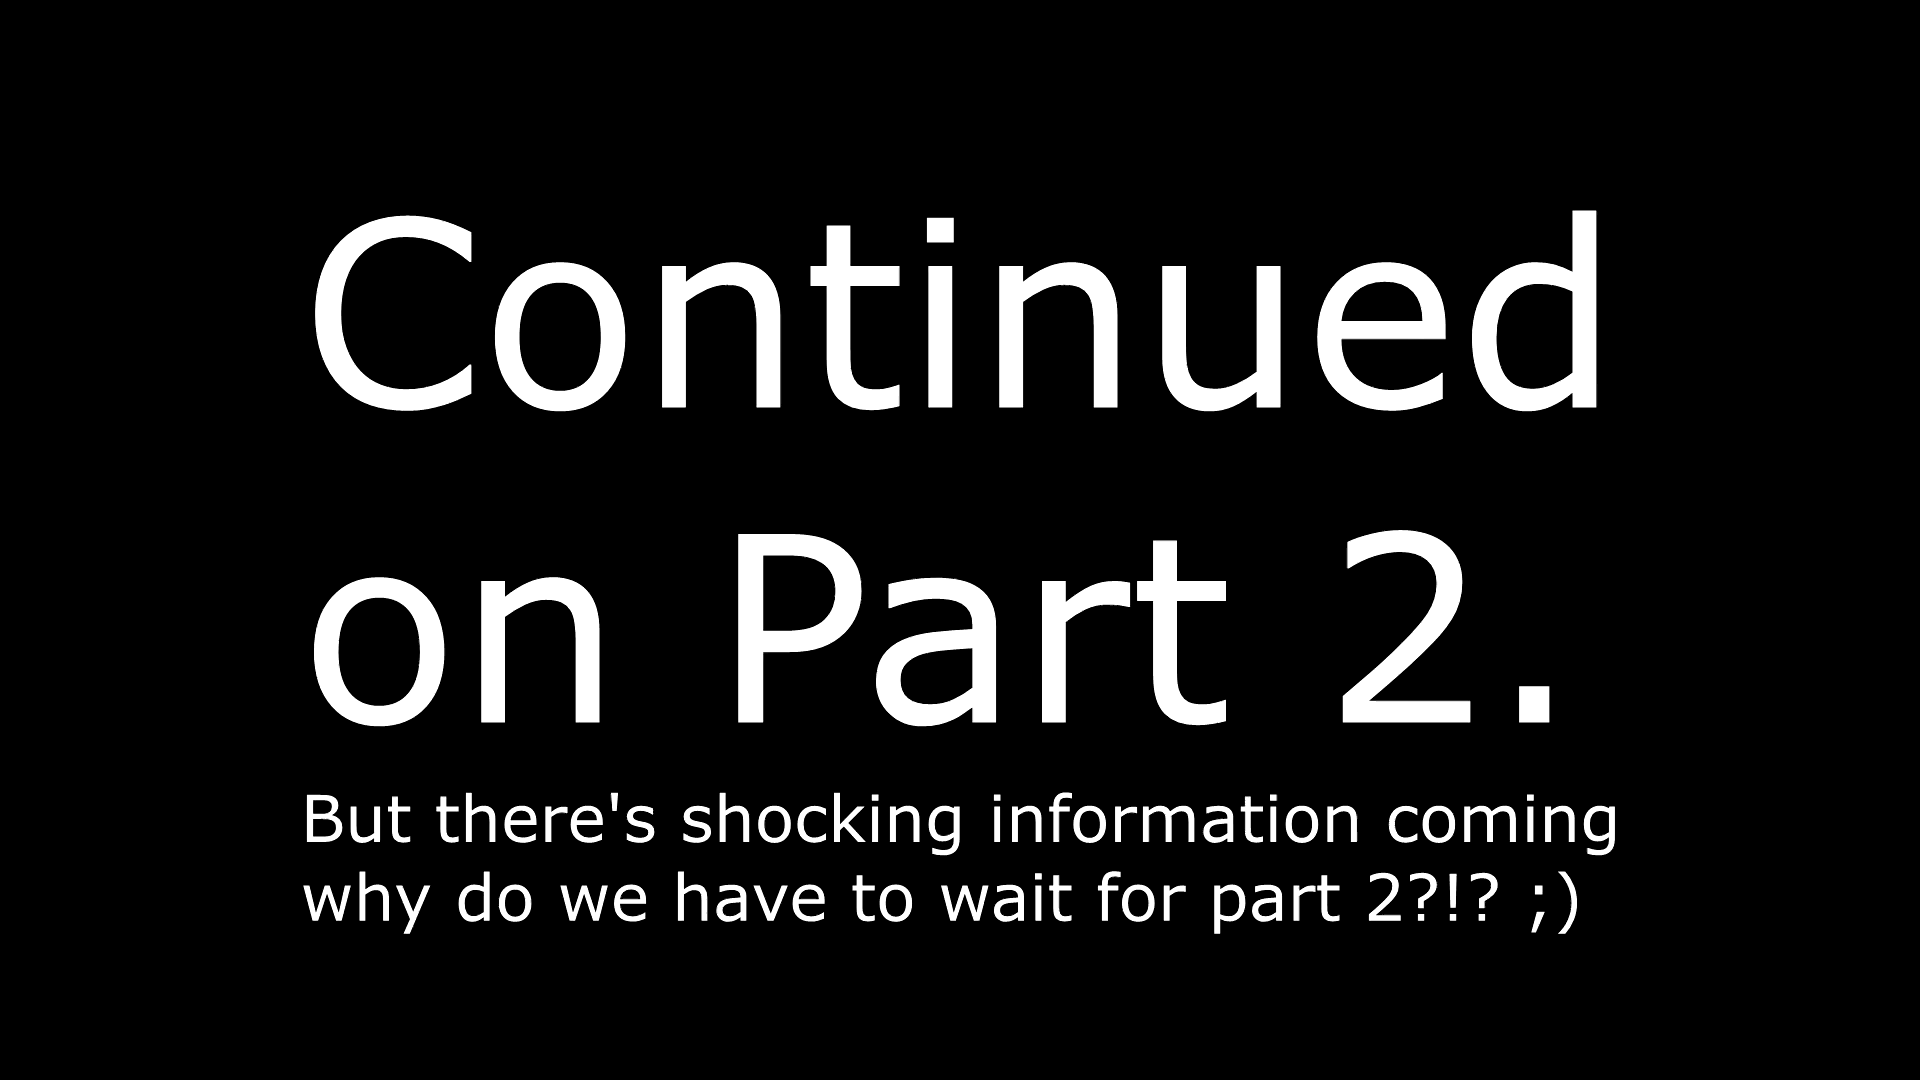 Continued
on Part 2.
But there's shocking information coming
why do we have to wait for part 2?!? ;)